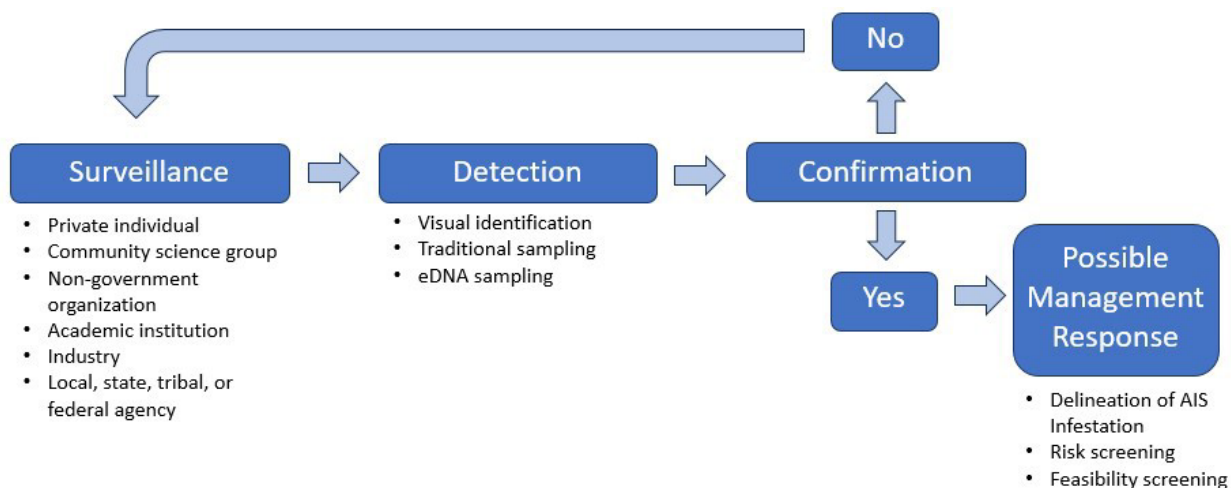 No
Surveillance
• Private individual
• Community science group
• Non-government
organization
• Academic institution
• Industry
• Local, state, tribal, or
federal agency
Detection
• Visual identification
• Traditional sampling
• eDNA sampling
Confirmation
Yes
Possible
Management
Response
• Delineation of AIS
Infestation
• Risk screening
• Feasibility screening